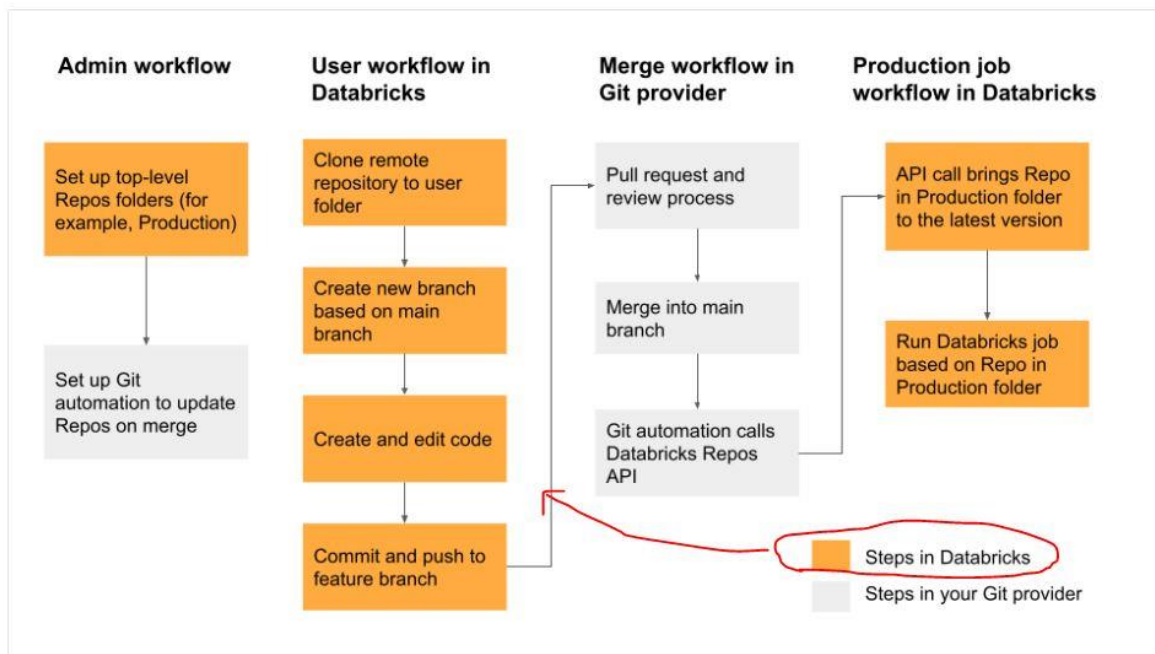 Admin workflow
Set up top-level
Repos folders (for
example, Production)
Set up Git
automation to update
Repos on merge
User workflow in
Databricks
Clone remote
repository to user
folder
Create new branch
based on main
branch
Create and edit code
Commit and push to
feature branch
Merge workflow in
Git provider
Pull request and
review process
Merge into main
branch
Git automation calls
Databricks Repos
API
Production job
workflow in Databricks
API call brings Repo
in Production folder
to the latest version
Run Databricks job
based on Repo in
Production folder
Steps in Databricks
Steps in your Git provider